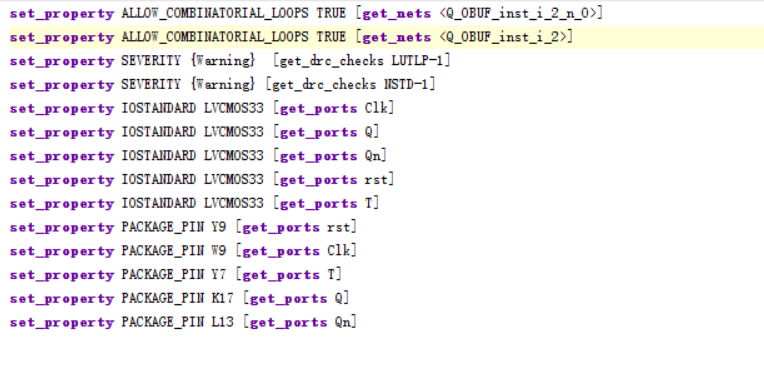 set_property ALLOW_COMBINATORIAL_LOOPS TRUE [get_nets <Q_OBUF_inst_i_2_n_0>]
set_property ALLOW_COMBINATORIAL_LOOPS TRUE [get_nets <Q_OBUF_inst_i_2>]
set_property SEVERITY {Warning}  [get_drc_checks LUTLP-1]
set_property SEVERITY {Warning} [get_drc_checks NSTD-1]
set_property IOSTANDARD LVCMOS33 [get_ports Clk]
set_property IOSTANDARD LVCMOS33 [get_ports Q]
set_property IOSTANDARD LVCMOS33 [get_ports Qn]
set_property IOSTANDARD LVCMOS33 [get_ports rst]
set_property IOSTANDARD LVCMOS33 [get_ports T]
set_property PACKAGE_PIN Y9 [get_ports rst]
set_property PACKAGE_PIN W9 [get_ports Clk]
set_property PACKAGE_PIN Y7 [get_ports T]
set_property PACKAGE_PIN K17 [get_ports Q]
set_property PACKAGE_PIN L13 [get_ports Qn]